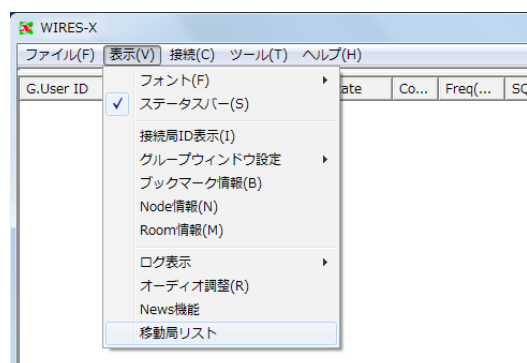 WIRES-X
ファイル(F) 表示(V) 接続(C) ツール(T) ヘルプ(H)
G.User ID ate Co... Freq(... SQ
フォント(F)
ステータスバー(S)
接続局ID表示(I)
グループウィンドウ設定
ブックマーク情報(B)
Node情報(N)
Room情報(M)
ログ表示
オーディオ調整(R)
News機能
移動局リスト